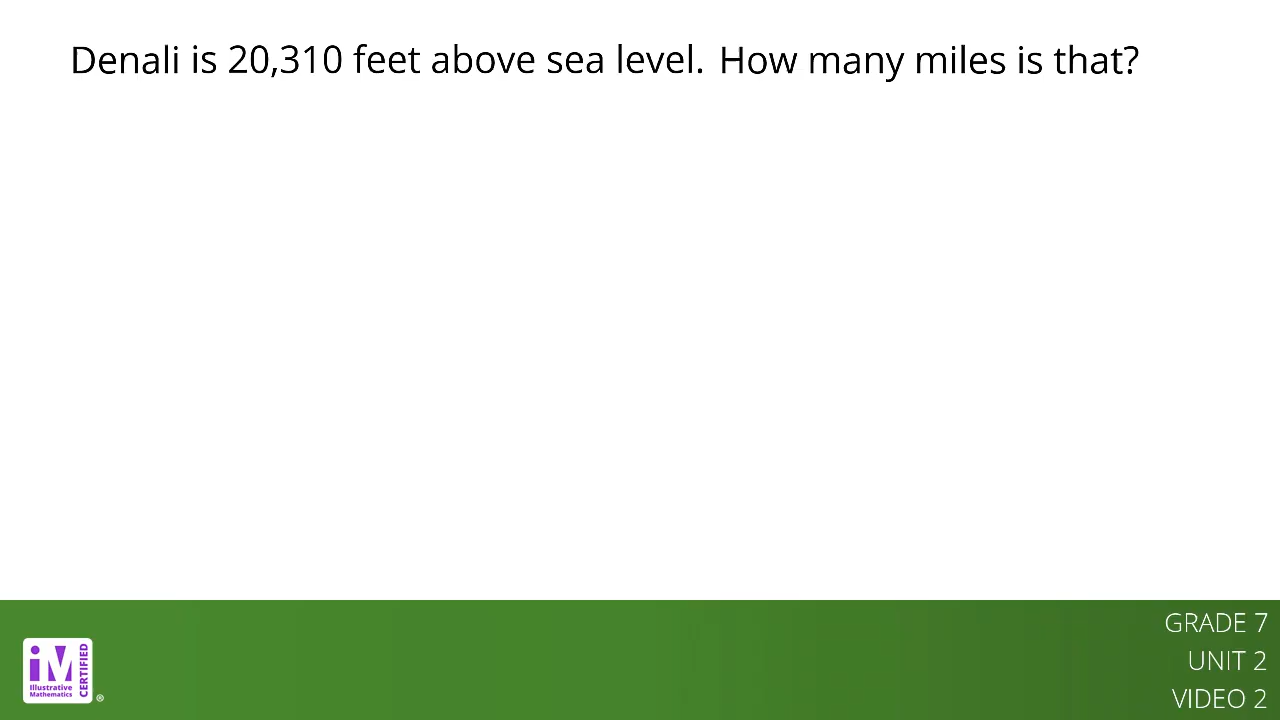 Denali is 20,310 feet above sea level. How many miles is that?
GRADE 7
UNIT 2
VIDEO 2
iM
Illustrative
Mathematics
CERTIFIED
®